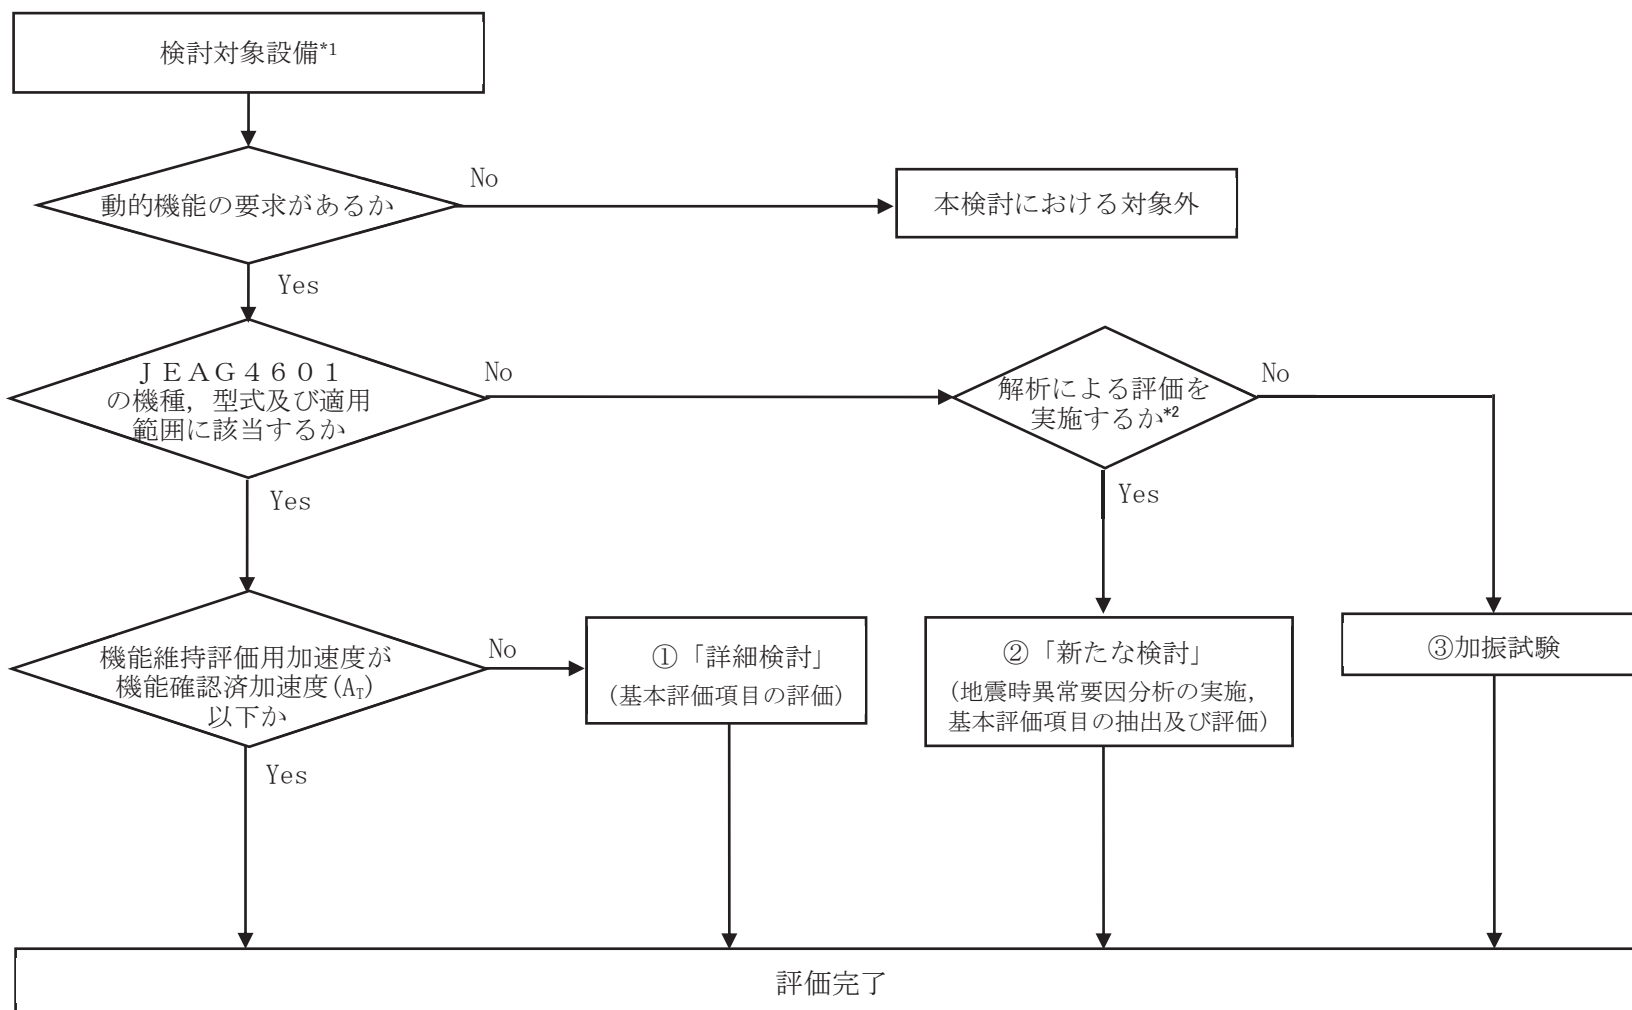 検討対象設備*1
動的機能の要求があるか
No
本検討における対象外
Yes
ＪＥＡＧ４６０１
の機種，型式及び適用
範囲に該当するか
No
解析による評価を
実施するか*2
No
Yes
Yes
機能維持評価用加速度が
機能確認済加速度(AT)
以下か
No
①「詳細検討」
（基本評価項目の評価）
②「新たな検討」
（地震時異常要因分析の実施，
基本評価項目の抽出及び評価）
③加振試験
Yes
評価完了